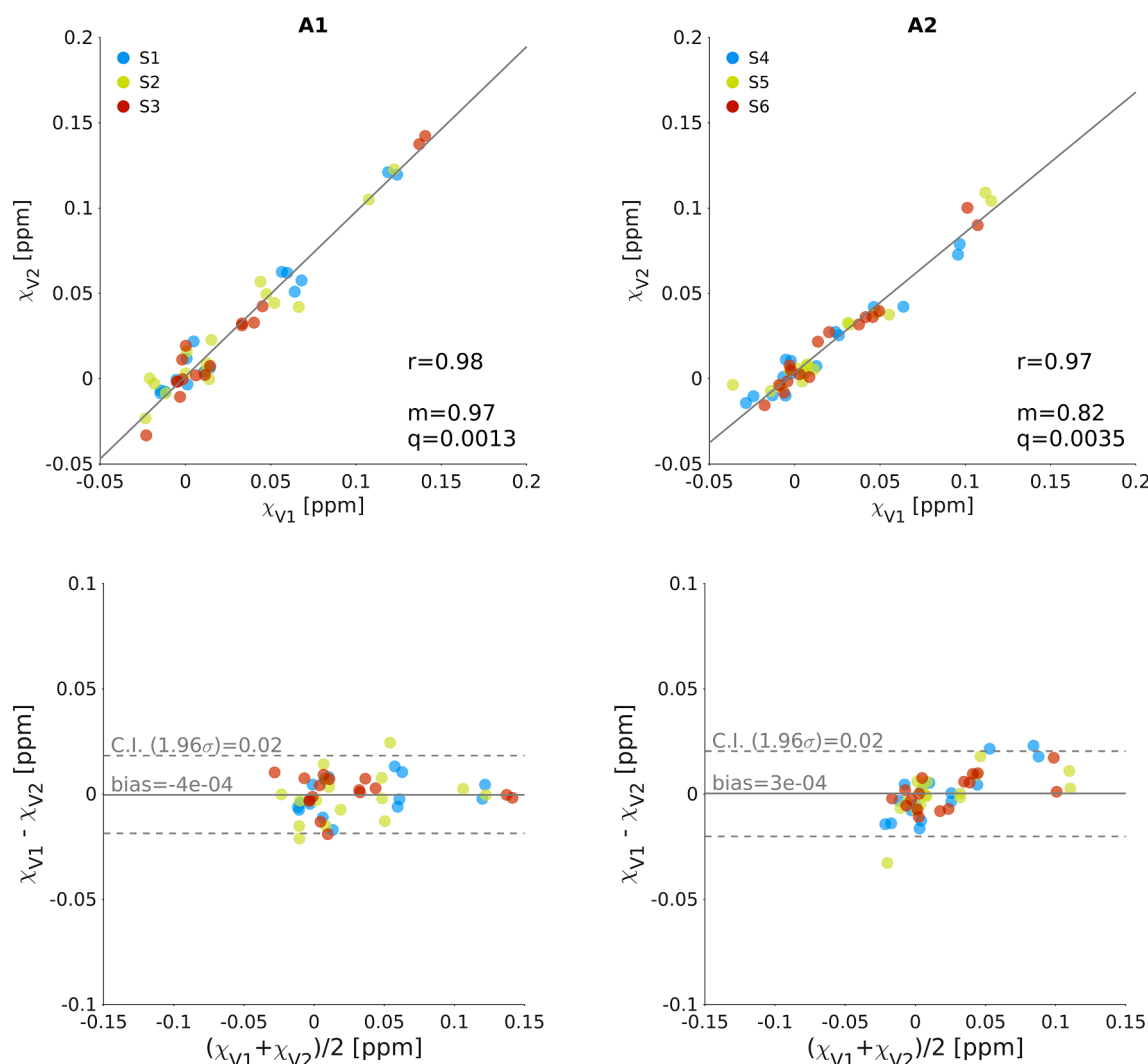 A1
0.2
0.15
0.1
0.05
0
-0.05
χV2 [ppm]
S1
S2
S3
r=0.98
m=0.97
q=0.0013
-0.05 0 0.05 0.1 0.15 0.2
χV1 [ppm]
A2
0.2
0.15
0.1
0.05
0
-0.05
χV2 [ppm]
S4
S5
S6
r=0.97
m=0.82
q=0.0035
-0.05 0 0.05 0.1 0.15 0.2
χV1 [ppm]
0.1
0.05
0
-0.05
-0.1
χV1 - χV2 [ppm]
C.I. (1.96σ)=0.02
bias=-4e-04
-0.15 -0.1 -0.05 0 0.05 0.1 0.15
(χV1+χV2)/2 [ppm]
0.1
0.05
0
-0.05
-0.1
χV1 - χV2 [ppm]
C.I. (1.96σ)=0.02
bias=3e-04
-0.15 -0.1 -0.05 0 0.05 0.1 0.15
(χV1+χV2)/2 [ppm]